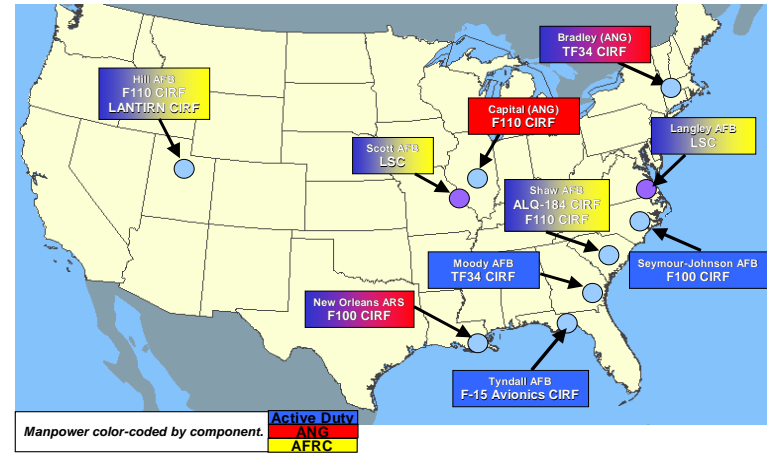 Bradley (ANG)
TF34 CIRF
Hill AFB
F110 CIRF
LANTIRN CIRF
Capital (ANG)
F110 CIRF
Langley AFB
LSC
Scott AFB
LSC
Shaw AFB
ALQ-184 CIRF
F110 CIRF
Moody AFB
TF34 CIRF
Seymour-Johnson AFB
F100 CIRF
New Orleans ARS
F100 CIRF
Tyndall AFB
F-15 Avionics CIRF
Manpower color-coded by component.
Active Duty
ANG
AFRC